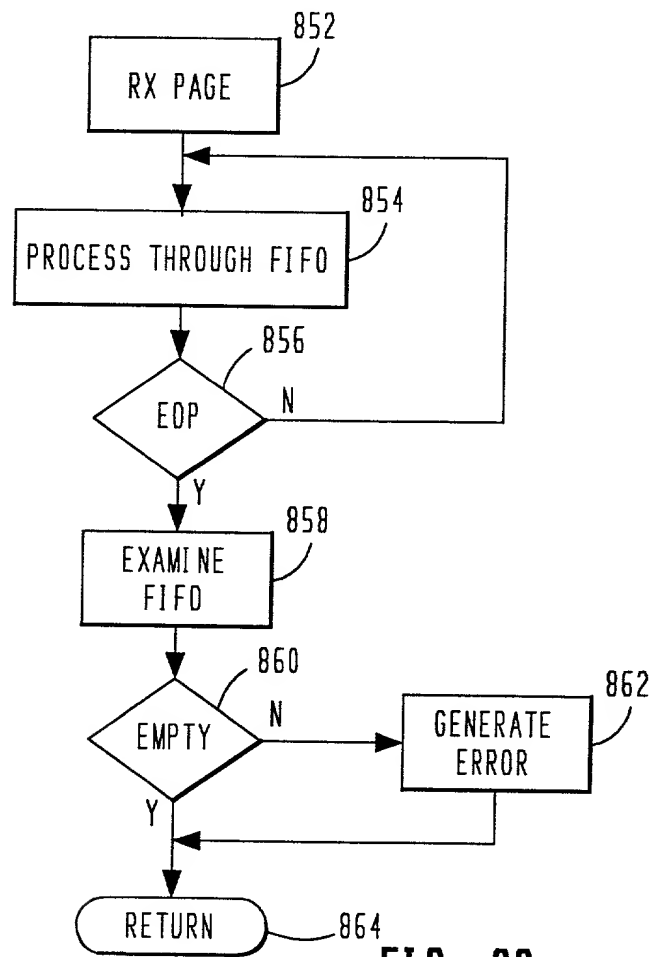 852
RX PAGE
854
PROCESS THROUGH FIFO
856
EOP
N
Y
858
EXAMINE
FIFO
860
EMPTY
N
862
GENERATE
ERROR
Y
RETURN
864